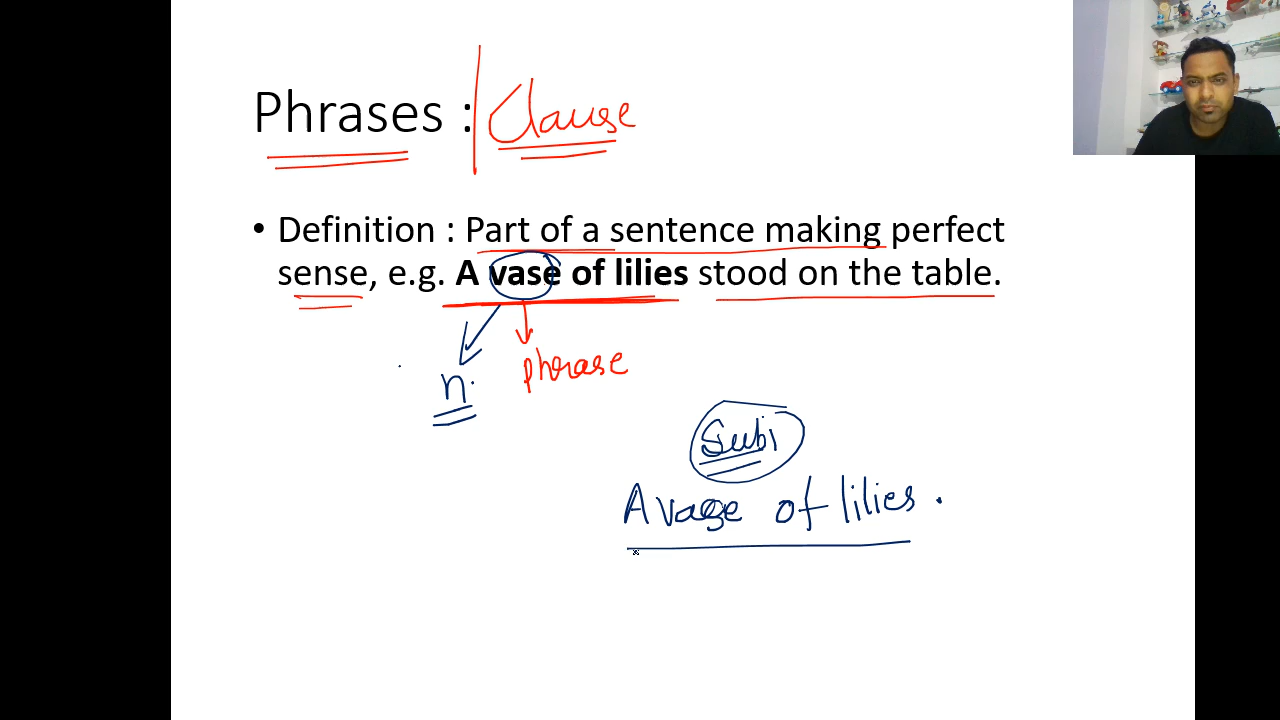 Phrases : Clause
• Definition : Part of a sentence making perfect
sense, e.g. A vase of lilies stood on the table.
n.
phrase
Subj
A vase of lilies.